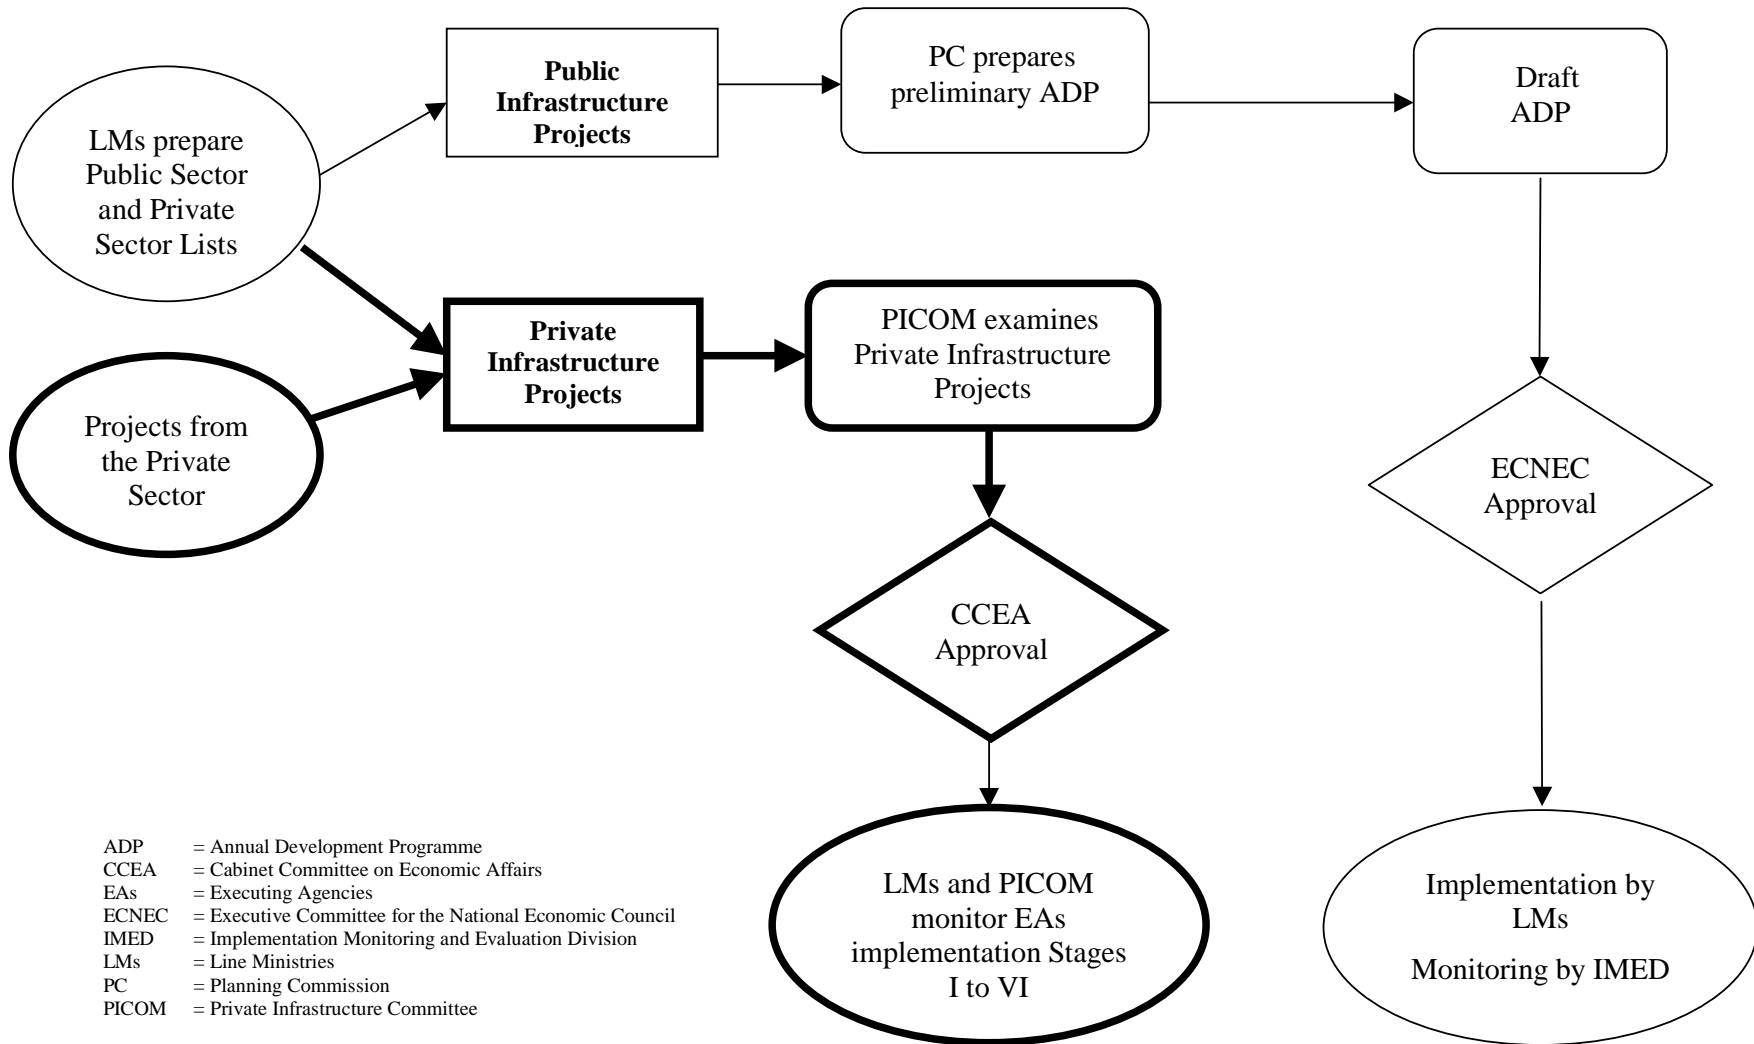 LMs prepare
Public Sector
and Private
Sector Lists
Public
Infrastructure
Projects
PC prepares
preliminary ADP
Draft
ADP
Projects from
the Private
Sector
Private
Infrastructure
Projects
PICOM examines
Private Infrastructure
Projects
ECNEC
Approval
CCEA
Approval
LMs and PICOM
monitor EAs
implementation Stages
I to VI
Implementation by
LMs
Monitoring by IMED
ADP = Annual Development Programme
CCEA = Cabinet Committee on Economic Affairs
EAs = Executing Agencies
ECNEC = Executive Committee for the National Economic Council
IMED = Implementation Monitoring and Evaluation Division
LMs = Line Ministries
PC = Planning Commission
PICOM = Private Infrastructure Committee